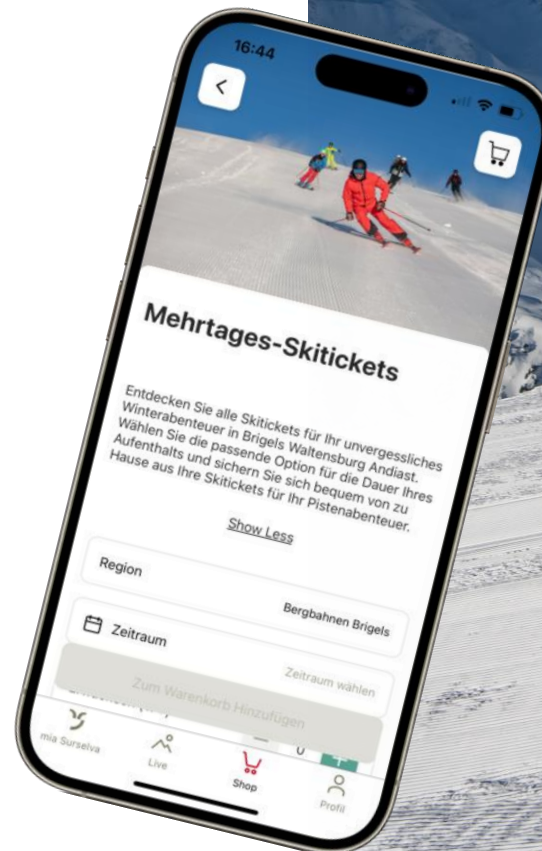 16:44
Mehrtages-Skitickets
Entdecken Sie alle Skitickets für Ihr unvergessliches
Winterabenteuer in Brigels Waltensburg Andiast.
Wählen Sie die passende Option für die Dauer Ihres
Aufenthalts und sichern Sie sich bequem von zu
Hause aus Ihre Skitickets für Ihr Pistenabenteuer.
Show Less
Region
Bergbahnen Brigels
Zeitraum
Zeitraum wählen
Zum Warenkorb Hinzufügen
0
mia Surselva
Live
Shop
Profil